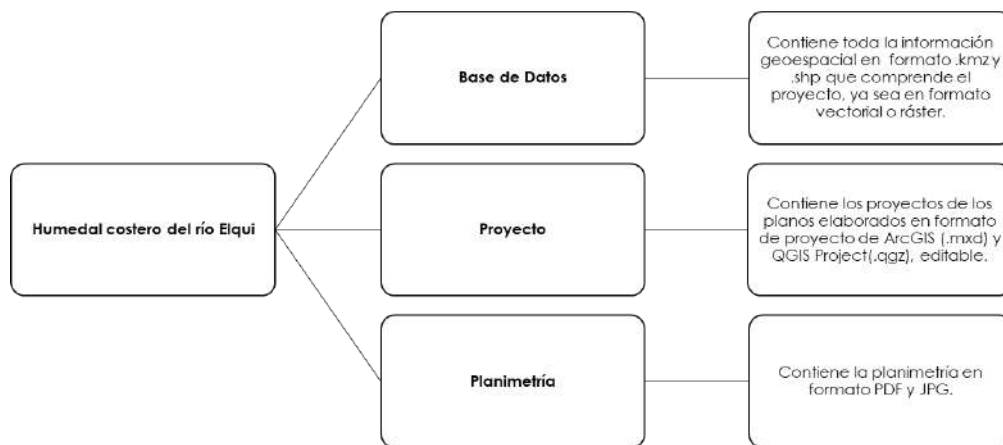 Base de Datos
Contiene toda la información
geoespacial en formato .kmz y
.shp que comprende el
proyecto, ya sea en formato
vectorial o ráster.
Humedal costero del río Elqui
Proyecto
Contiene los proyectos de los
planos elaborados en formato
de proyecto de ArcGIS (.mxd) y
QGIS Project(.qgz), editable.
Planimetría
Contiene la planimetría en
formato PDF y JPG.